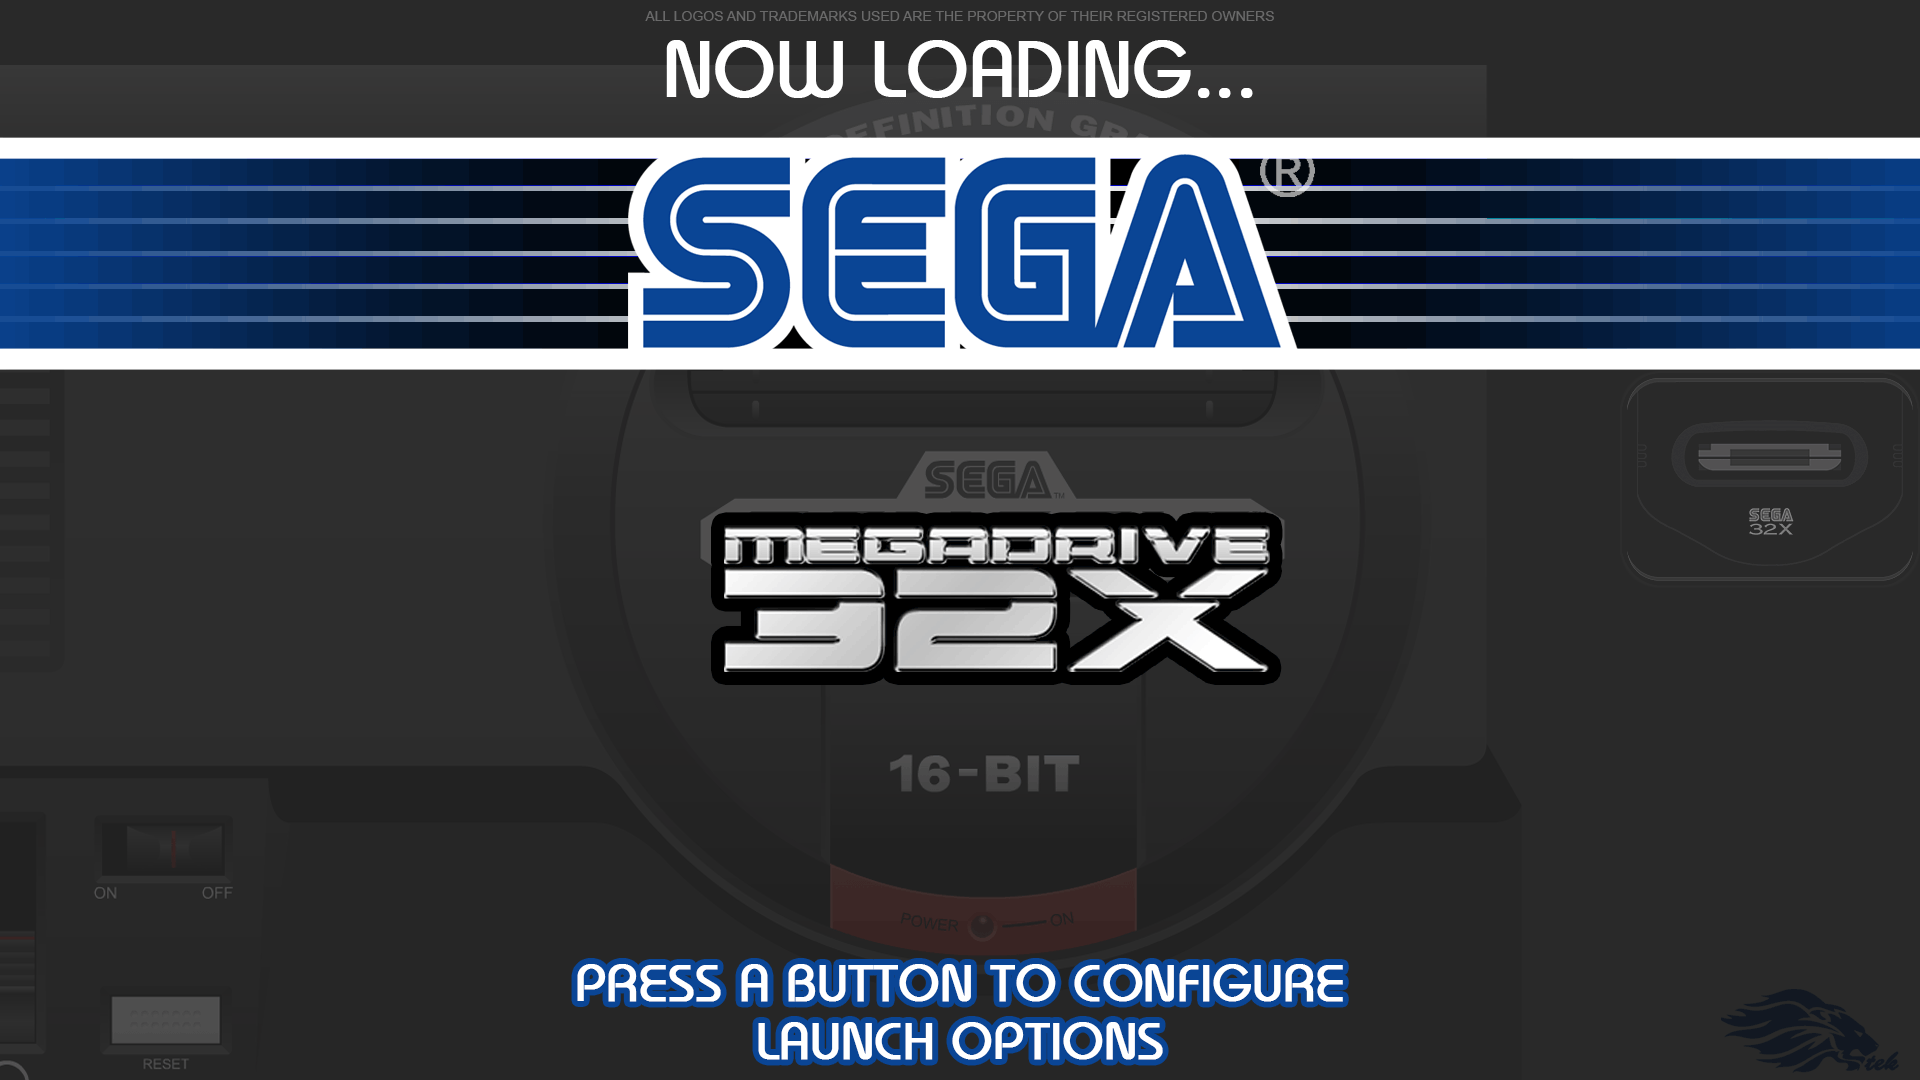 ALL LOGOS AND TRADEMARKS USED ARE THE PROPERTY OF THEIR REGISTERED OWNERS
NOW LOADING...
SEGA®
SEGA™
MEGADRIVE
32X
SEGA
32X
16-BIT
ON OFF
POWER ON
PRESS A BUTTON TO CONFIGURE
LAUNCH OPTIONS
RESET